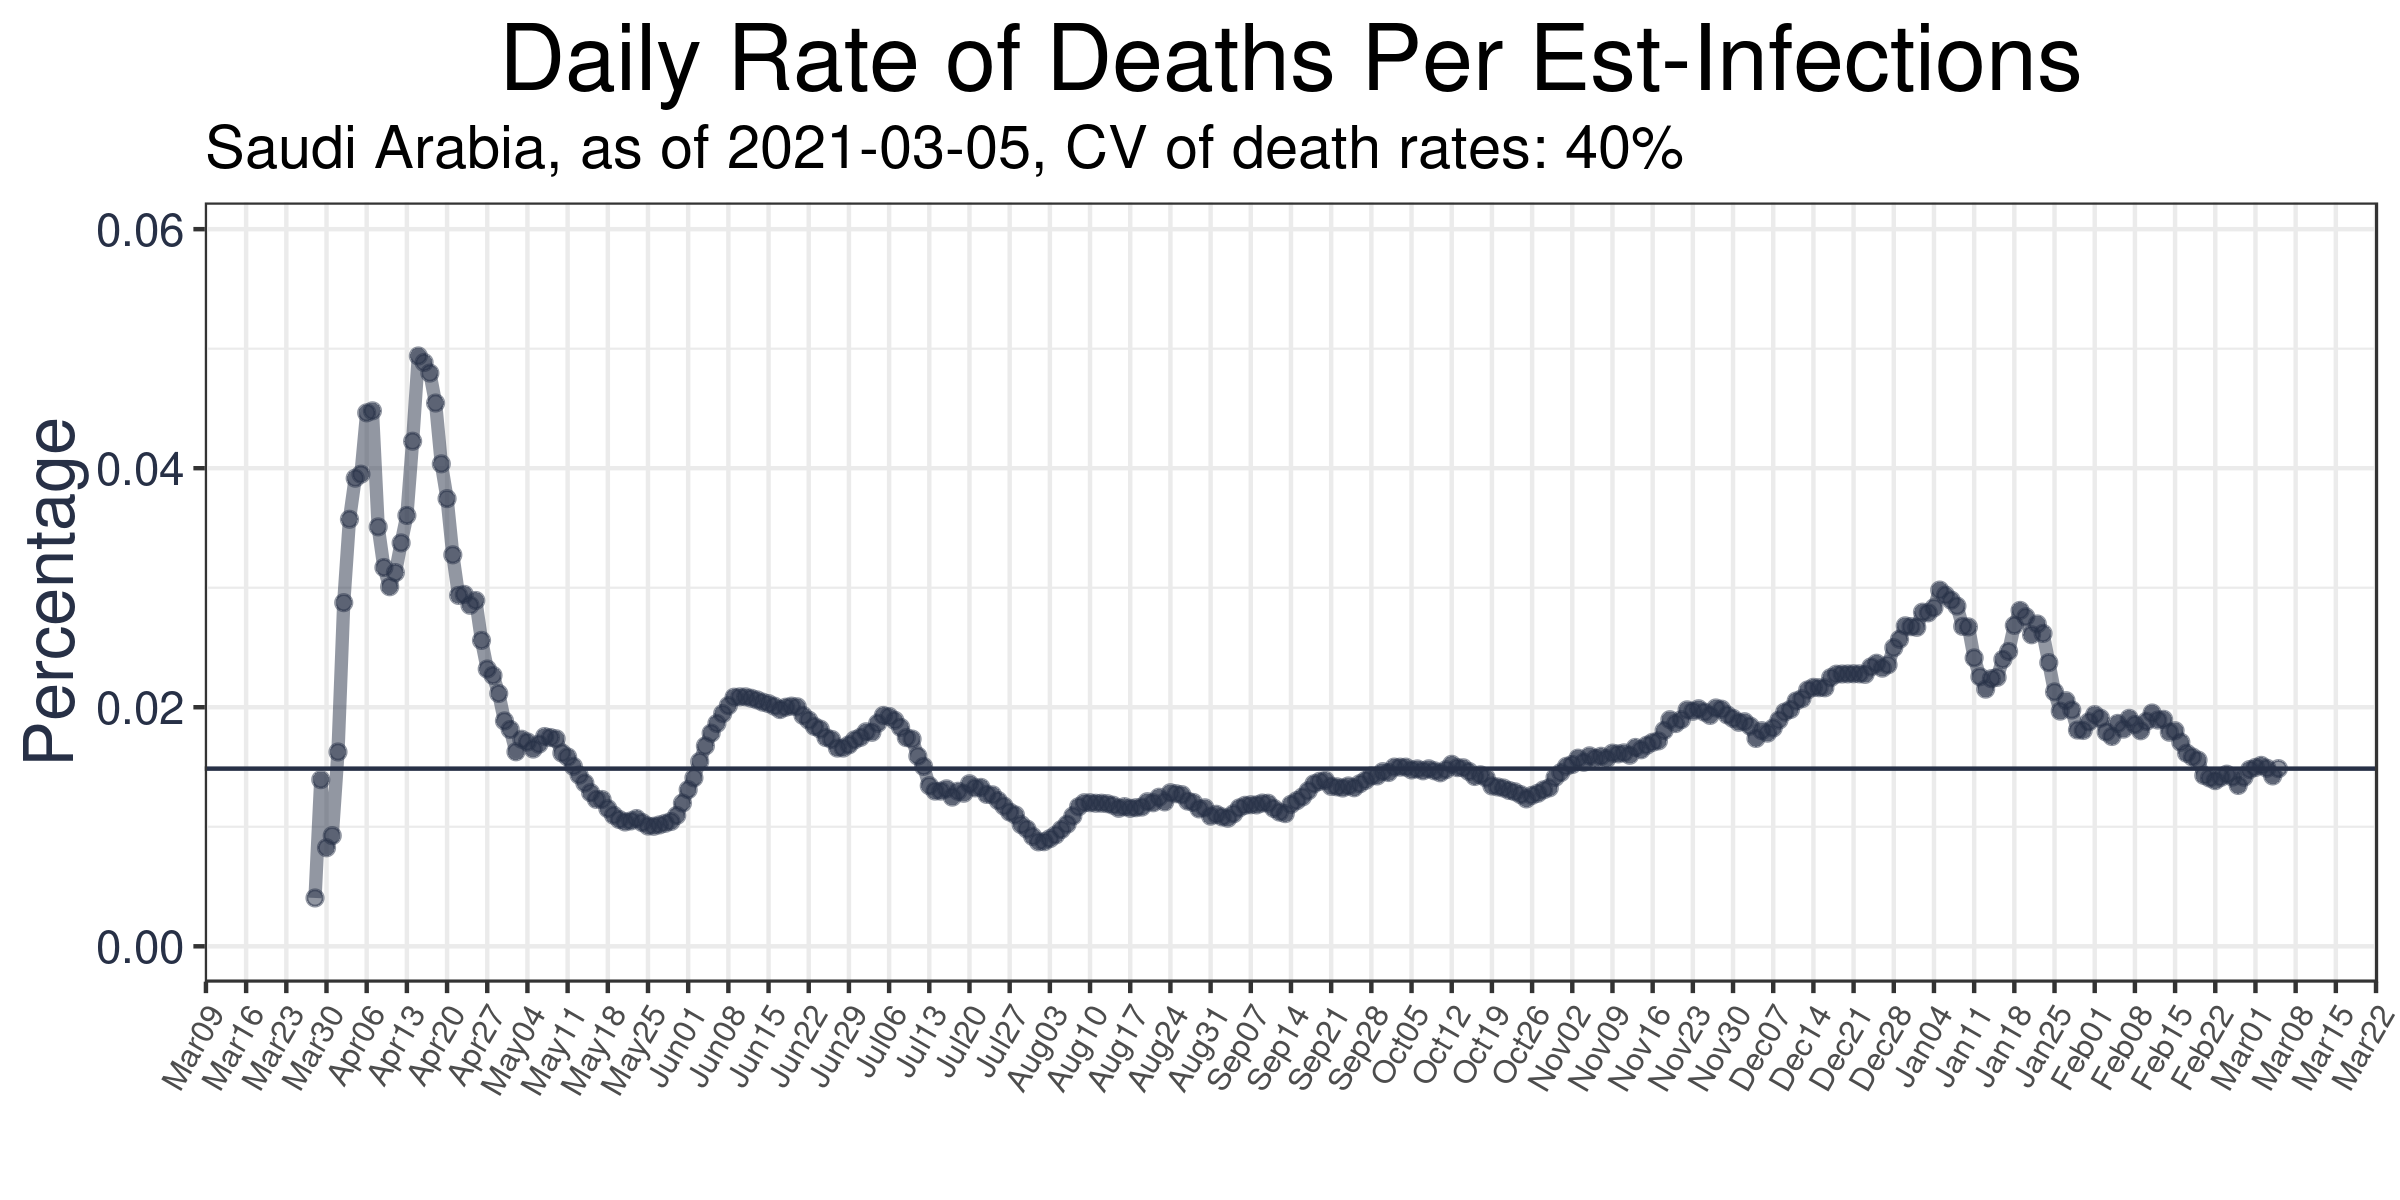 Daily Rate of Deaths Per Est-Infections
Saudi Arabia, as of 2021-03-05, CV of death rates: 40%
Percentage
0.06
0.04
0.02
0.00
Mar09 Mar16 Mar23 Mar30 Apr06 Apr13 Apr20 Apr27 May04 May11 May18 May25 Jun01 Jun08 Jun15 Jun22 Jun29 Jul06 Jul13 Jul20 Jul27 Aug03 Aug10 Aug17 Aug24 Aug31 Sep07 Sep14 Sep21 Sep28 Oct05 Oct12 Oct19 Oct26 Nov02 Nov09 Nov16 Nov23 Nov30 Dec07 Dec14 Dec21 Dec28 Jan04 Jan11 Jan18 Jan25 Feb01 Feb08 Feb15 Feb22 Mar01 Mar08 Mar15 Mar22